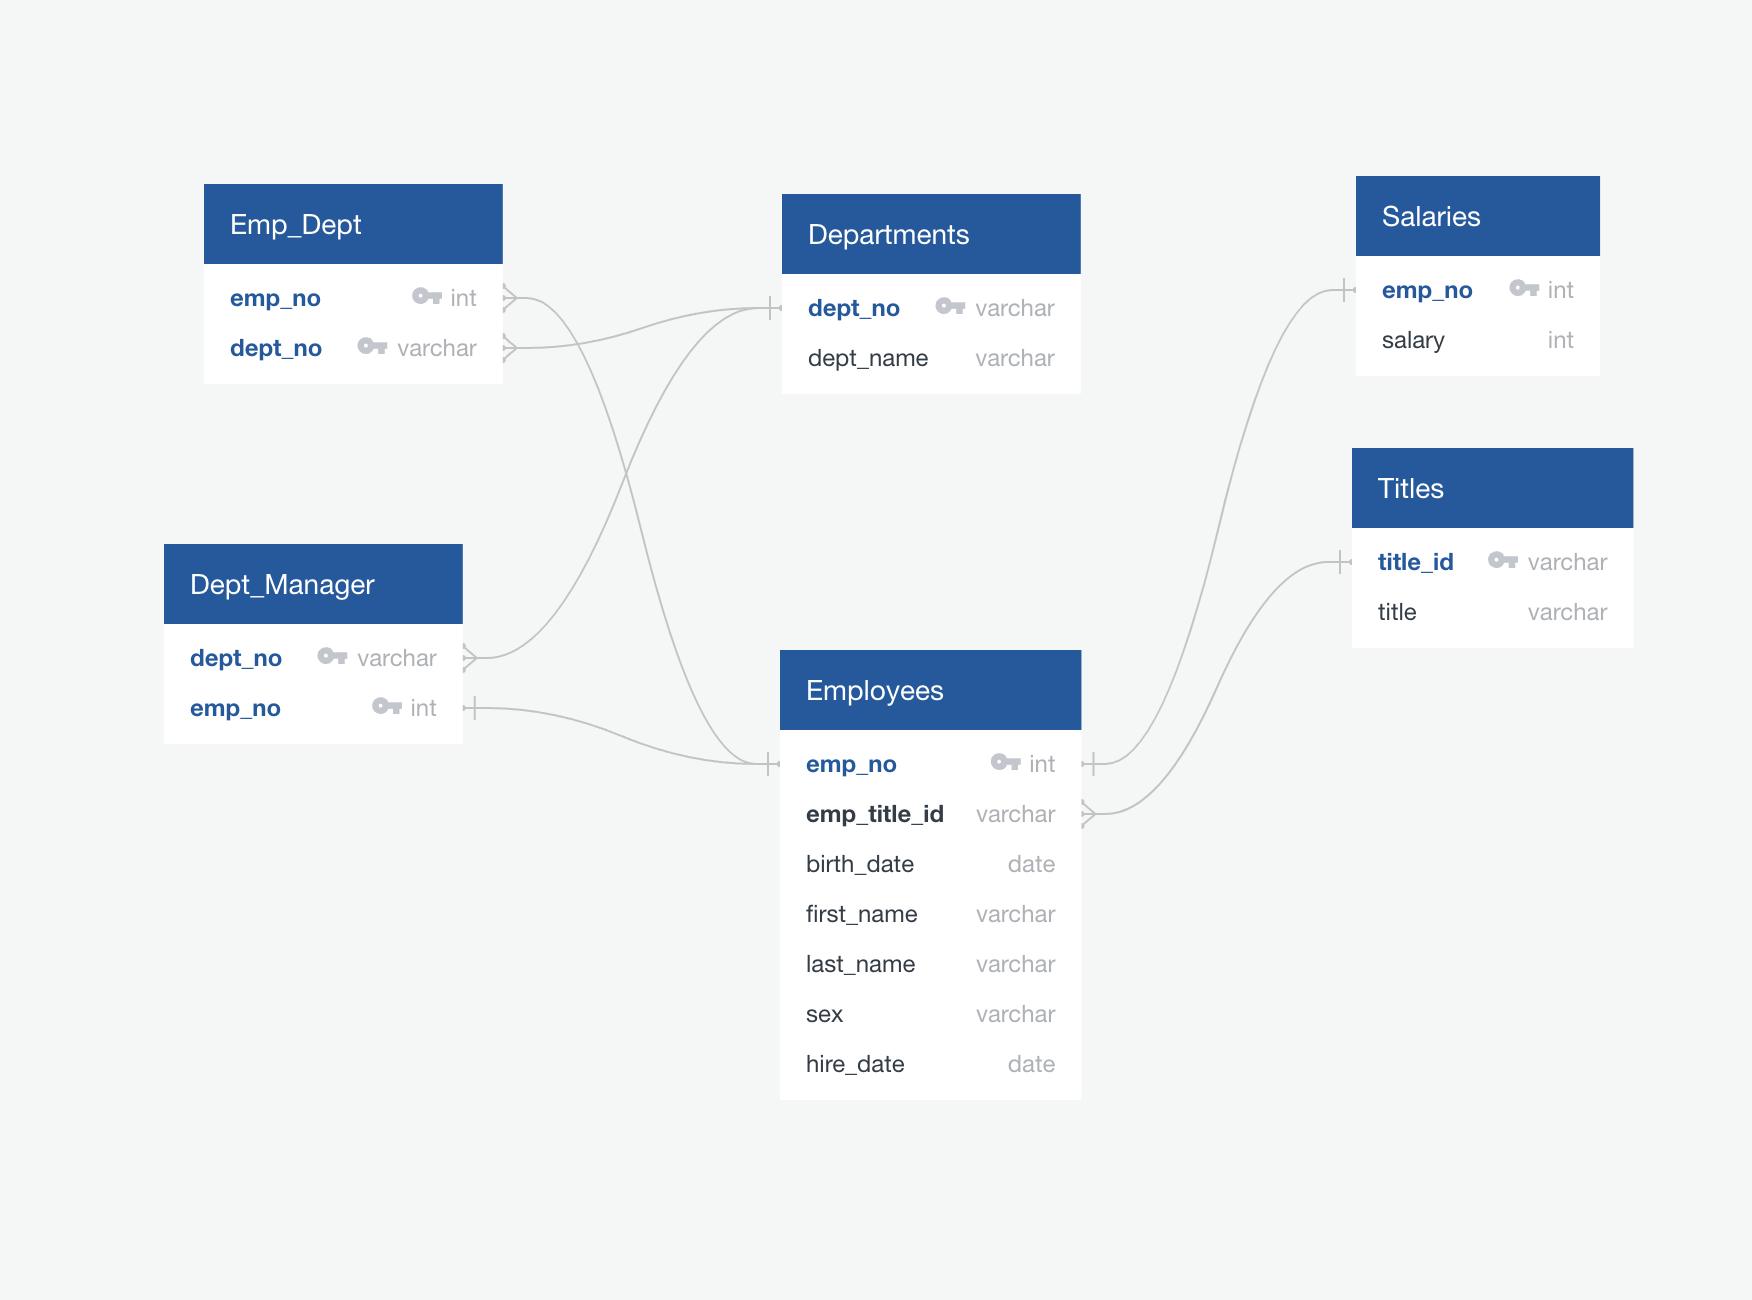 Emp_Dept
emp_no int
dept_no varchar
Departments
dept_no varchar
dept_name varchar
Salaries
emp_no int
salary int
Titles
title_id varchar
title varchar
Dept_Manager
dept_no varchar
emp_no int
Employees
emp_no int
emp_title_id varchar
birth_date date
first_name varchar
last_name varchar
sex varchar
hire_date date